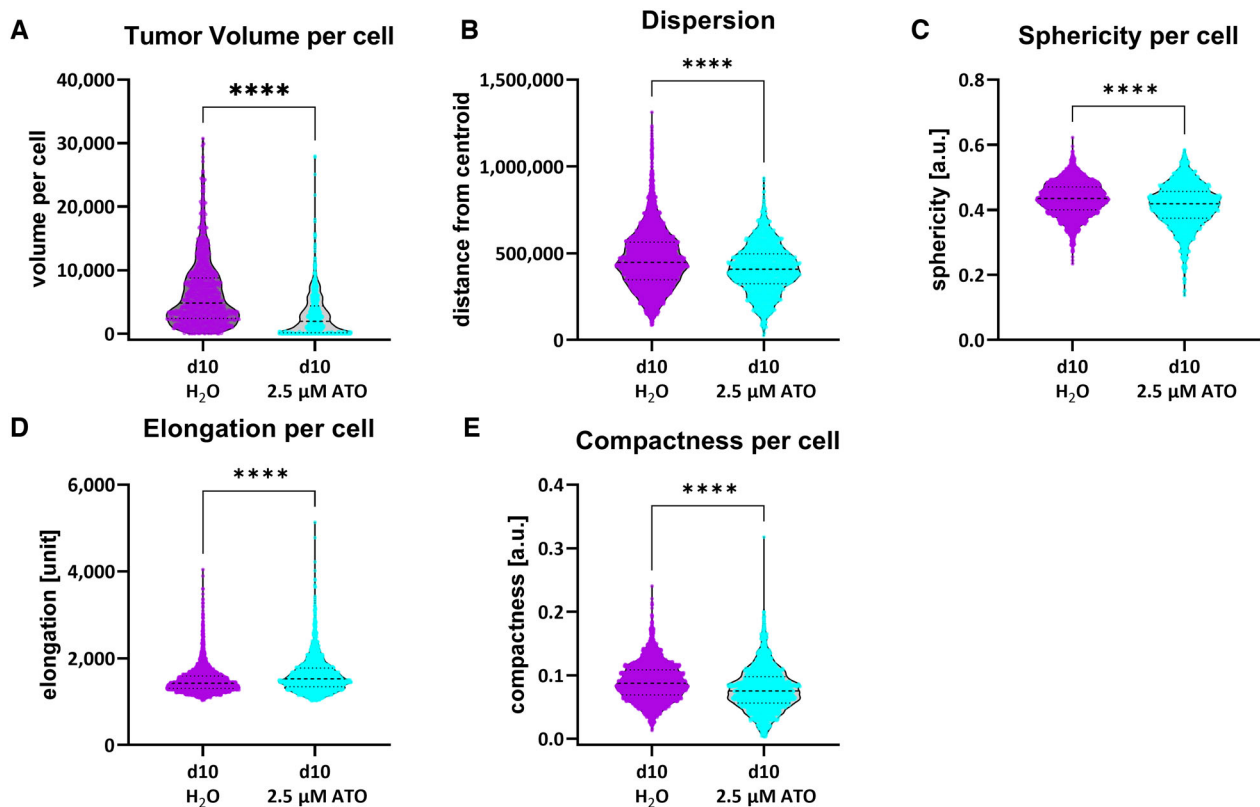 A
Tumor Volume per cell
volume per cell
40,000
30,000
20,000
10,000
0
****
d10
H₂O
d10
2.5 µM ATO
B
Dispersion
distance from centroid
1,500,000
1,000,000
500,000
0
****
d10
H₂O
d10
2.5 µM ATO
C
Sphericity per cell
sphericity [a.u.]
0.8
0.6
0.4
0.2
0.0
****
d10
H₂O
d10
2.5 µM ATO
D
Elongation per cell
elongation [unit]
6,000
4,000
2,000
0
****
d10
H₂O
d10
2.5 µM ATO
E
Compactness per cell
compactness [a.u.]
0.4
0.3
0.2
0.1
0.0
****
d10
H₂O
d10
2.5 µM ATO